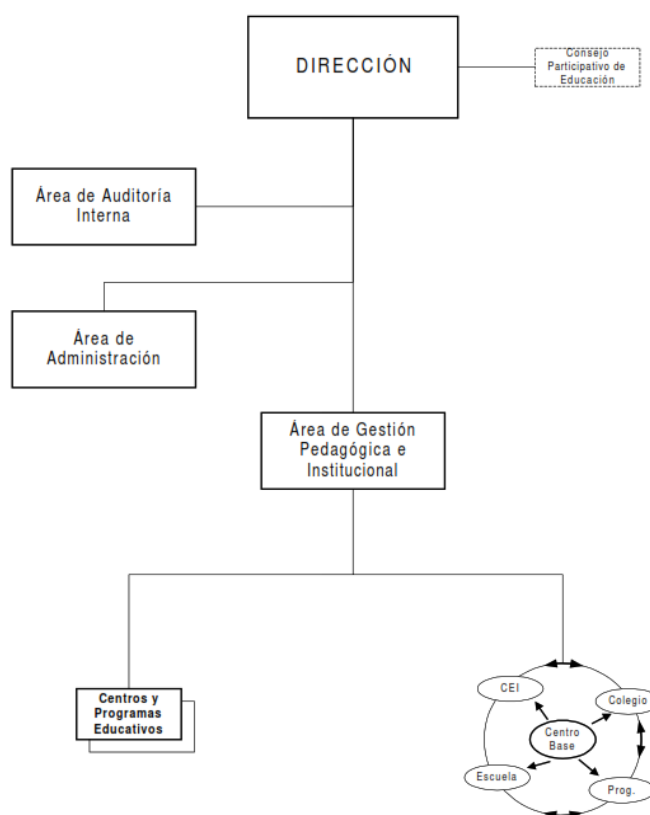 DIRECCIÓN
Consejo
Participativo de
Educación
Área de Auditoría
Interna
Área de
Administración
Área de Gestión
Pedagógica e
Institucional
Centros y
Programas
Educativos
CEI
Colegio
Centro
Base
Escuela
Prog.